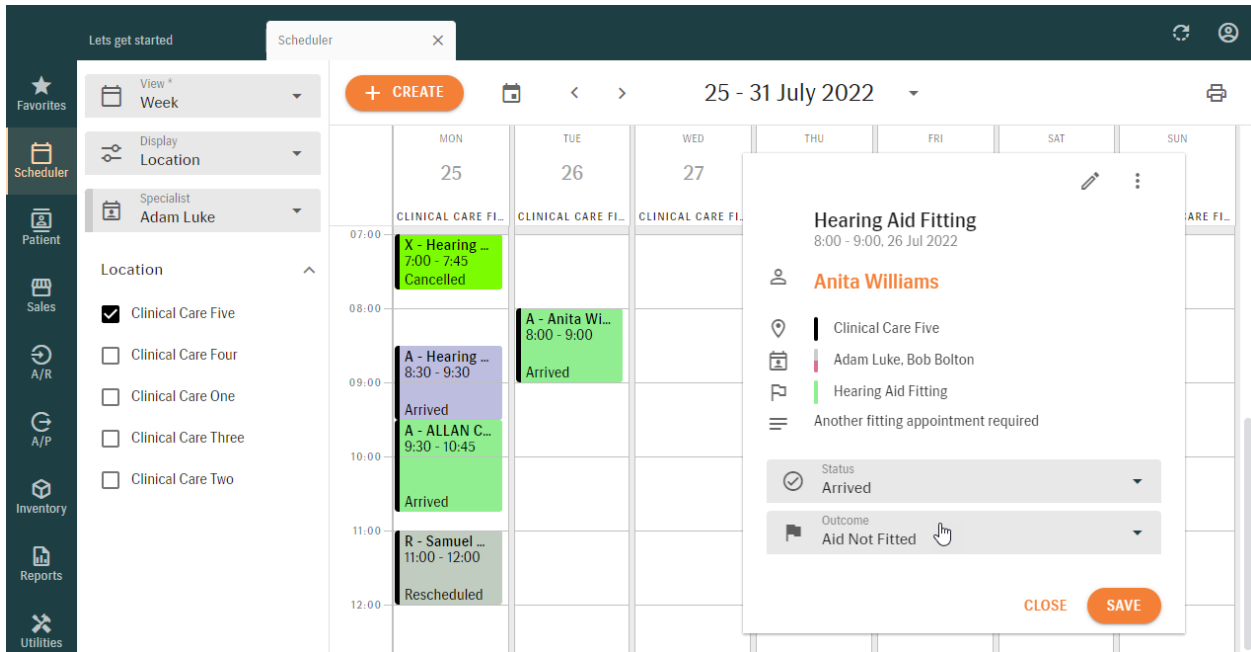 Lets get started
Scheduler
Favorites
Scheduler
Patient
Sales
A/R
A/P
Inventory
Reports
Utilities
View *
Week
Display
Location
Specialist
Adam Luke
Location
Clinical Care Five
Clinical Care Four
Clinical Care One
Clinical Care Three
Clinical Care Two
+ CREATE
25 - 31 July 2022
MON
TUE
WED
THU
FRI
SAT
SUN
25
26
27
CLINICAL CARE FI...
CLINICAL CARE FI...
CLINICAL CARE FI...
CARE FI...
07:00
08:00
09:00
10:00
11:00
12:00
X - Hearing ...
7:00 - 7:45
Cancelled
A - Hearing ...
8:30 - 9:30
Arrived
A - ALLAN C...
9:30 - 10:45
Arrived
R - Samuel ...
11:00 - 12:00
Rescheduled
A - Anita Wi...
8:00 - 9:00
Arrived
Hearing Aid Fitting
8:00 - 9:00, 26 Jul 2022
Anita Williams
Clinical Care Five
Adam Luke, Bob Bolton
Hearing Aid Fitting
Another fitting appointment required
Status
Arrived
Outcome
Aid Not Fitted
CLOSE
SAVE